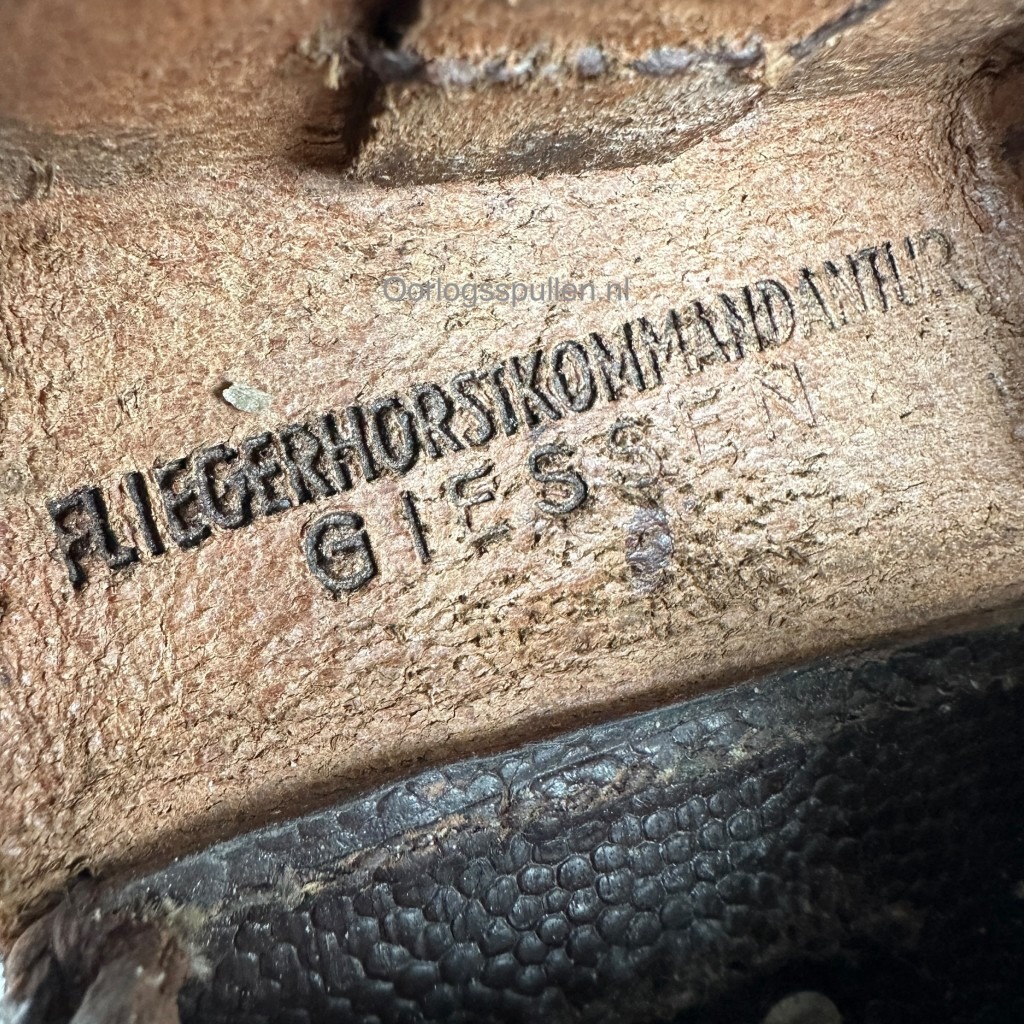 Oorlogsspullen.nl
FLIEGERHORSTKOMMANDANTUR
GIESSEN